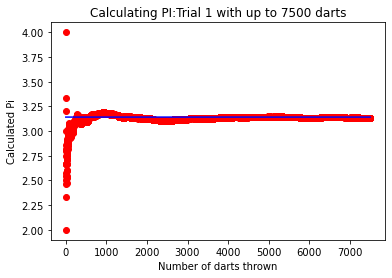 Calculating PI:Trial 1 with up to 7500 darts
Calculated Pi
4.00
3.75
3.50
3.25
3.00
2.75
2.50
2.25
2.00
0 1000 2000 3000 4000 5000 6000 7000
Number of darts thrown